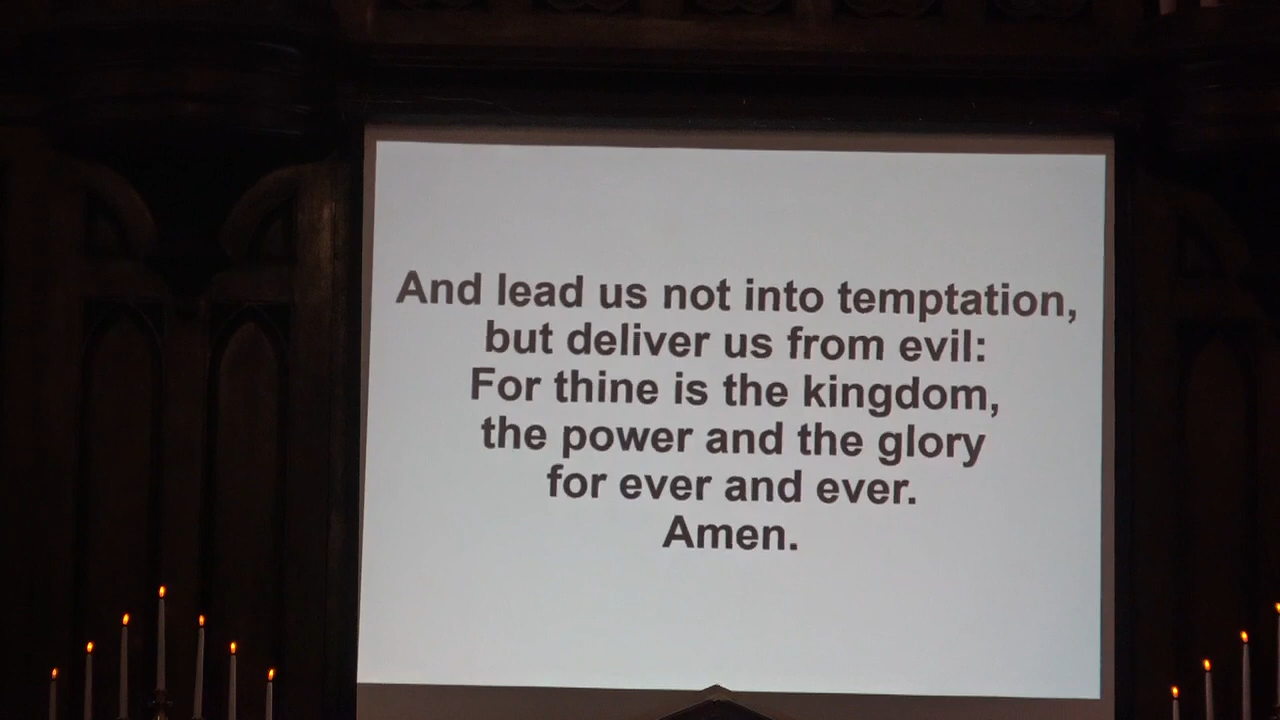 And lead us not into temptation,
but deliver us from evil:
For thine is the kingdom,
the power and the glory
for ever and ever.
Amen.